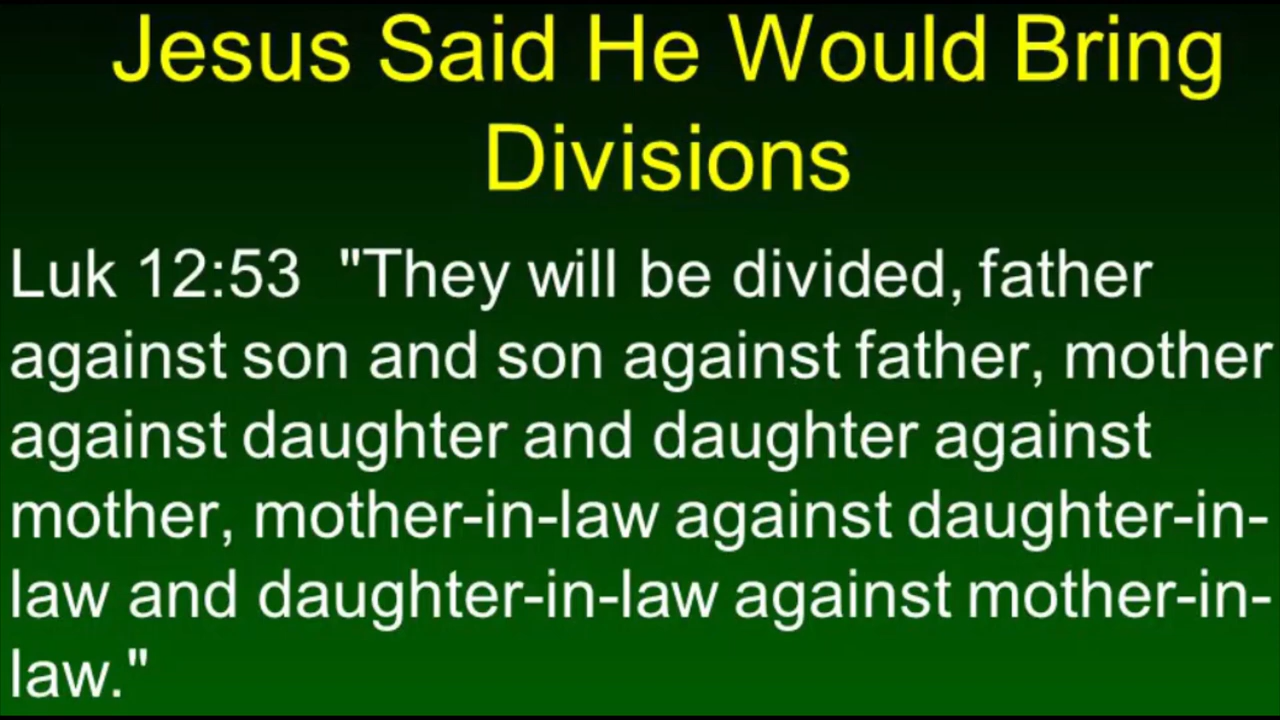 Jesus Said He Would Bring
Divisions
Luk 12:53 "They will be divided, father
against son and son against father, mother
against daughter and daughter against
mother, mother-in-law against daughter-in-
law and daughter-in-law against mother-in-
law."